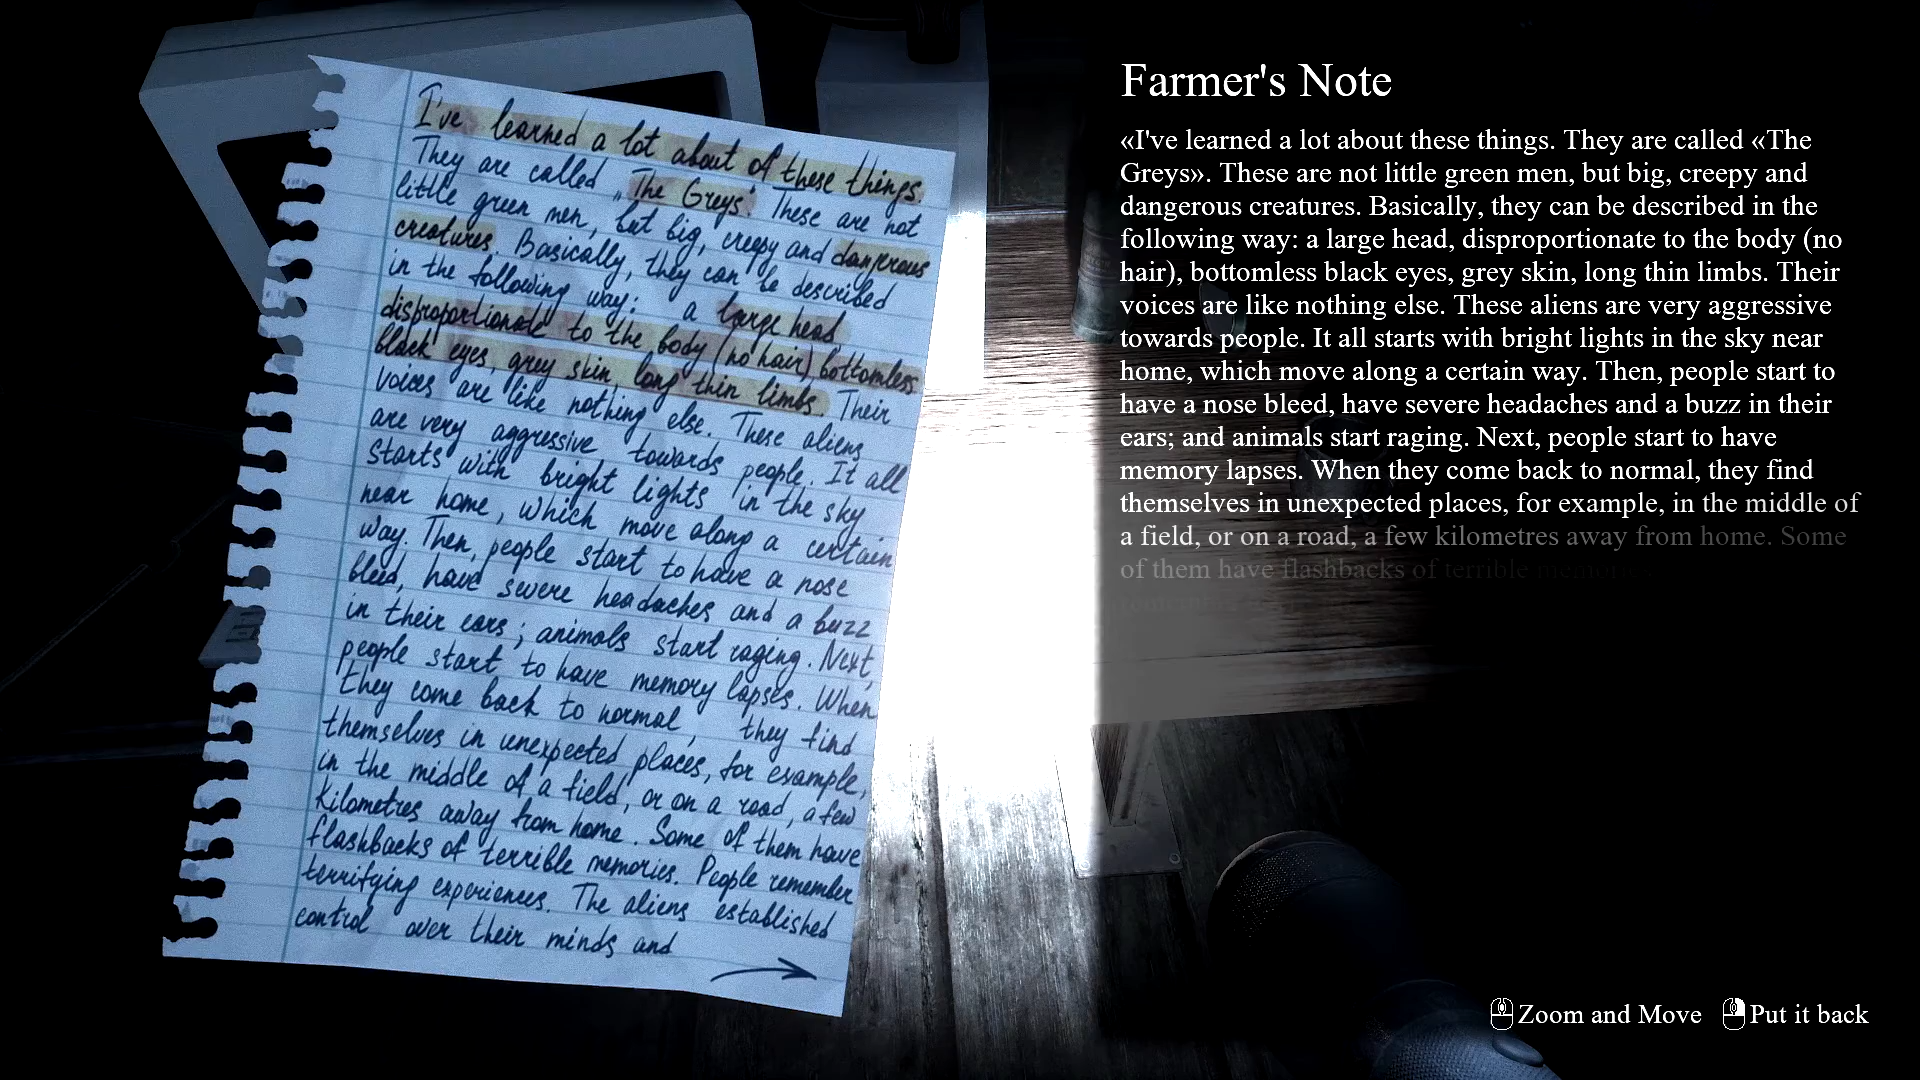 I've learned a lot about of these things.
They are called „The Greys". These are not
little green men, but big, creepy and dangerous
creatures. Basically, they can be described
in the following way: a large head,
disproportionate to the body (no hair) bottomless
black eyes, grey skin, long thin limbs. Their
voices are like nothing else. These aliens
are very aggressive towards people. It all
starts with bright lights in the sky
near home, which move along a certain
way. Then, people start to have a nose
bleed, have severe headaches and a buzz
in their ears; animals start raging. Next,
people start to have memory lapses. When
they come back to normal, they find
themselves in unexpected places, for example,
in the middle of a field, or on a road, a few
kilometres away from home. Some of them have
flashbacks of terrible memories. People remember
terrifying experiences. The aliens established
control over their minds and
Farmer's Note
«I've learned a lot about these things. They are called «The
Greys». These are not little green men, but big, creepy and
dangerous creatures. Basically, they can be described in the
following way: a large head, disproportionate to the body (no
hair), bottomless black eyes, grey skin, long thin limbs. Their
voices are like nothing else. These aliens are very aggressive
towards people. It all starts with bright lights in the sky near
home, which move along a certain way. Then, people start to
have a nose bleed, have severe headaches and a buzz in their
ears; and animals start raging. Next, people start to have
memory lapses. When they come back to normal, they find
themselves in unexpected places, for example, in the middle of
a field, or on a road, a few kilometres away from home. Some
of them have flashbacks of terrible
Zoom and Move Put it back